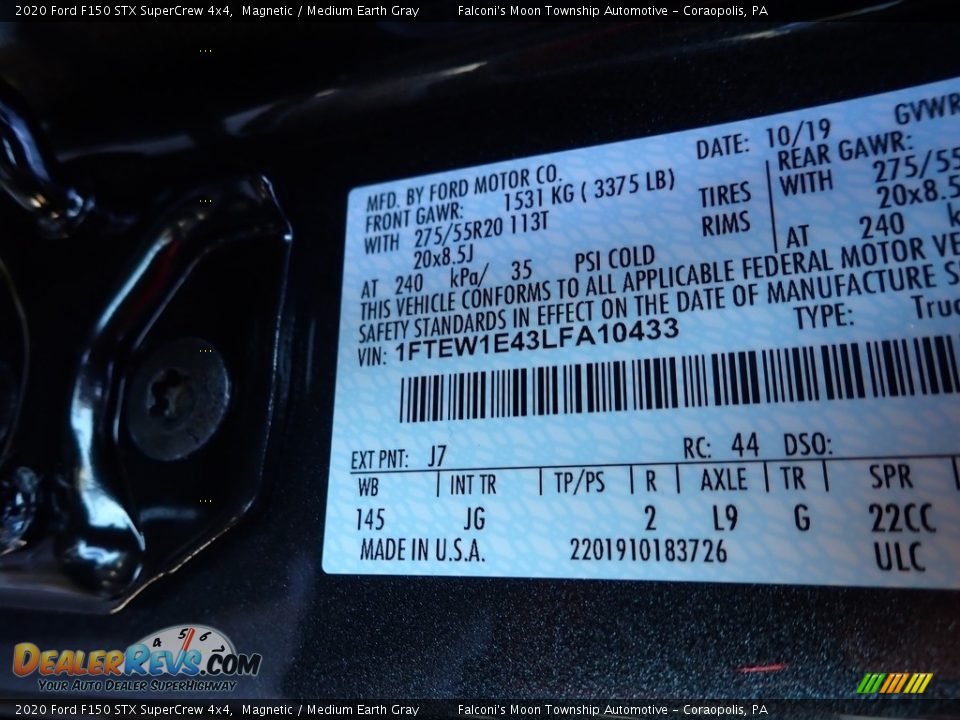 2020 Ford F150 STX SuperCrew 4x4, Magnetic / Medium Earth Gray Falconi's Moon Township Automotive - Coraopolis, PA
MFD. BY FORD MOTOR CO. DATE: 10/19 GVWR
FRONT GAWR: 1531 KG ( 3375 LB) REAR GAWR:
WITH 275/55R20 113T TIRES WITH 275/55
20x8.5J RIMS 20x8.5
AT 240 kPa/ 35 PSI COLD AT 240
THIS VEHICLE CONFORMS TO ALL APPLICABLE FEDERAL MOTOR VE
SAFETY STANDARDS IN EFFECT ON THE DATE OF MANUFACTURE S
VIN: 1FTEW1E43LFA10433 TYPE: Truc
EXT PNT: J7 RC: 44 DSO:
WB INT TR TP/PS R AXLE TR SPR
145 JG 2 L9 G 22CC
MADE IN U.S.A. 2201910183726 ULC
4 5 6
DEALERREVS.COM
YOUR AUTO DEALER SUPERHIGHWAY
2020 Ford F150 STX SuperCrew 4x4, Magnetic / Medium Earth Gray Falconi's Moon Township Automotive - Coraopolis, PA